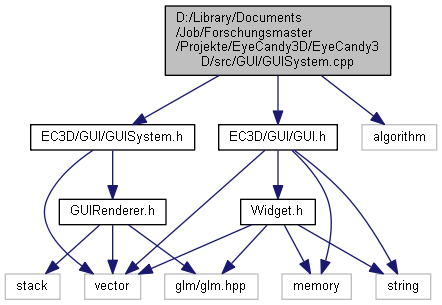 D:/Library/Documents
/Job/Forschungsmaster
/Projekte/EyeCandy3D/EyeCandy3
D/src/GUI/GUISystem.cpp
EC3D/GUI/GUISystem.h
EC3D/GUI/GUI.h
algorithm
GUIRenderer.h
Widget.h
stack
vector
glm/glm.hpp
memory
string